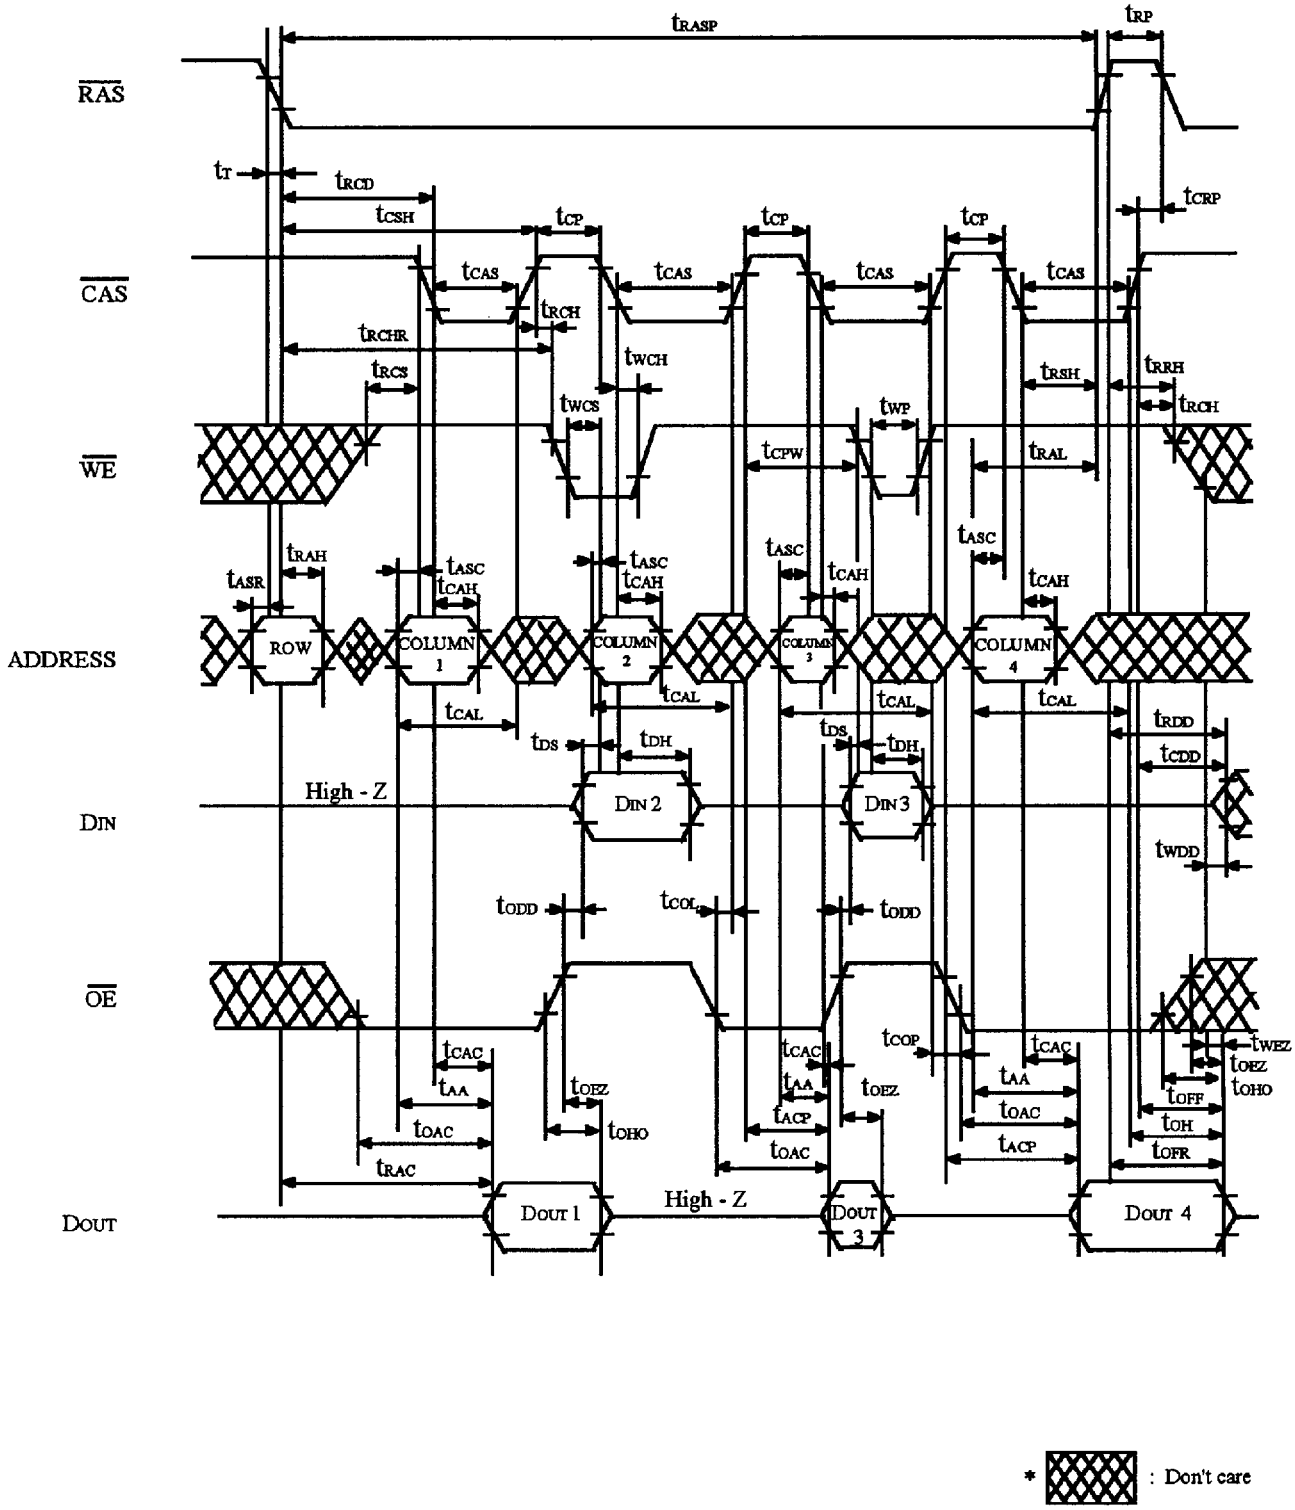 tRASP
tRP
RAS
tT
tRCD
tCSH
tCP
tCP
tCP
tCRP
CAS
tCAS
tCAS
tCAS
tCAS
tRCH
tRCHR
tWCH
tRCS
tRSH
tRRH
tWCS
tWP
tRCH
WE
tCPW
tRAL
tRAH
tASC
tASC
tASC
tASC
tASR
tCAH
tCAH
tCAH
tCAH
ADDRESS
ROW
COLUMN 1
COLUMN 2
COLUMN 3
COLUMN 4
tCAL
tCAL
tCAL
tCAL
tRDD
tDS
tDH
tDS
tDH
tCDD
High - Z
DIN
DIN 2
DIN 3
tWDD
tODD
tCOL
tODD
OE
tCAC
tCAC
tCOP
tCAC
tWEZ
tAA
tOEZ
tAA
tOEZ
tAA
tOEZ
tOHO
tOAC
tOHO
tACP
tOAC
tOFF
tRAC
tOAC
tACP
tOH
tOFR
High - Z
DOUT
DOUT 1
DOUT 3
DOUT 4
* : Don't care